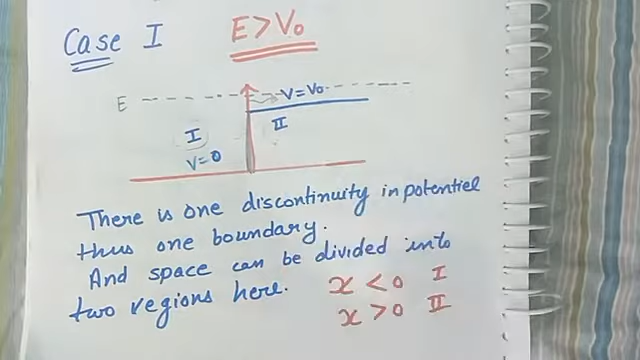 Case I E>V₀
E
V=V₀
I
II
V=0
There is one discontinuity in potentiel
thus one boundary.
And space can be divided into
two regions here.
x<0 I
x>0 II